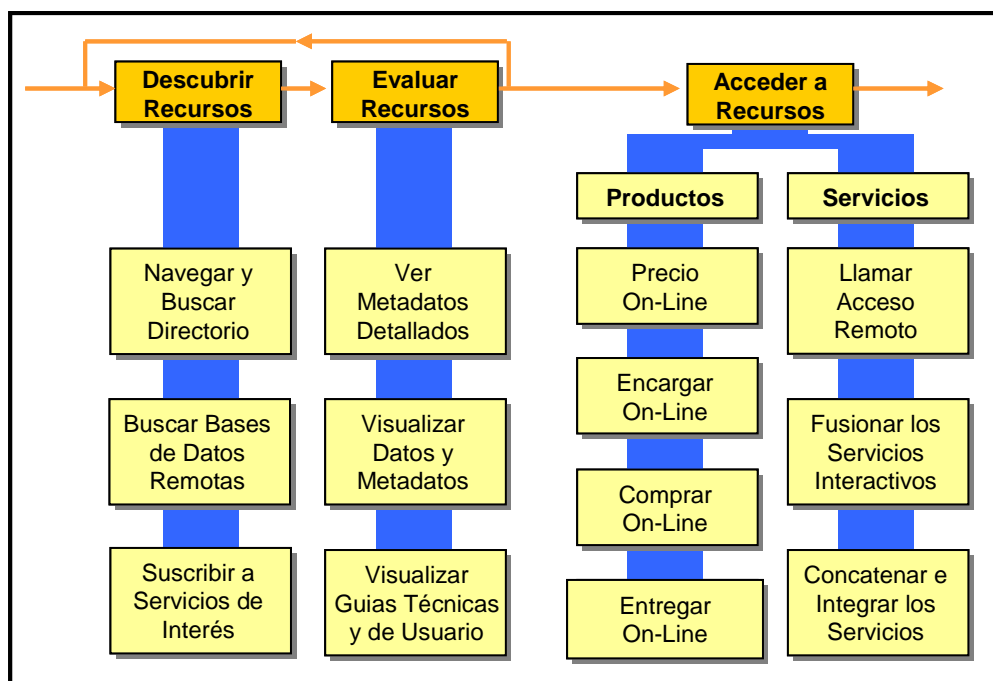 Descubrir
Recursos
Evaluar
Recursos
Acceder a
Recursos
Productos
Servicios
Navegar y
Buscar
Directorio
Ver
Metadatos
Detallados
Precio
On-Line
Llamar
Acceso
Remoto
Buscar Bases
de Datos
Remotas
Visualizar
Datos y
Metadatos
Encargar
On-Line
Fusionar los
Servicios
Interactivos
Comprar
On-Line
Suscribir a
Servicios de
Interés
Visualizar
Guias Técnicas
y de Usuario
Entregar
On-Line
Concatenar e
Integrar los
Servicios